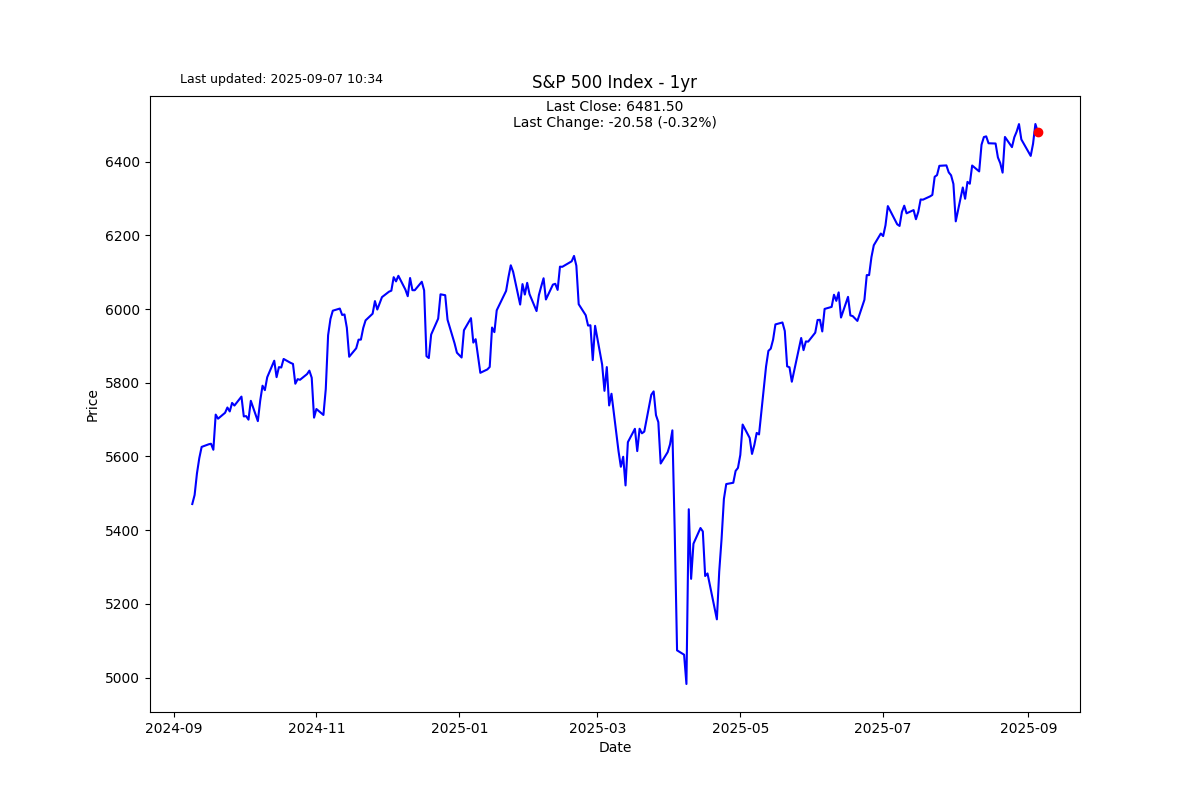 Last updated: 2025-09-07 10:34
S&P 500 Index - 1yr
Last Close: 6481.50
Last Change: -20.58 (-0.32%)
6400
6200
6000
5800
5600
5400
5200
5000
Price
2024-09 2024-11 2025-01 2025-03 2025-05 2025-07 2025-09
Date